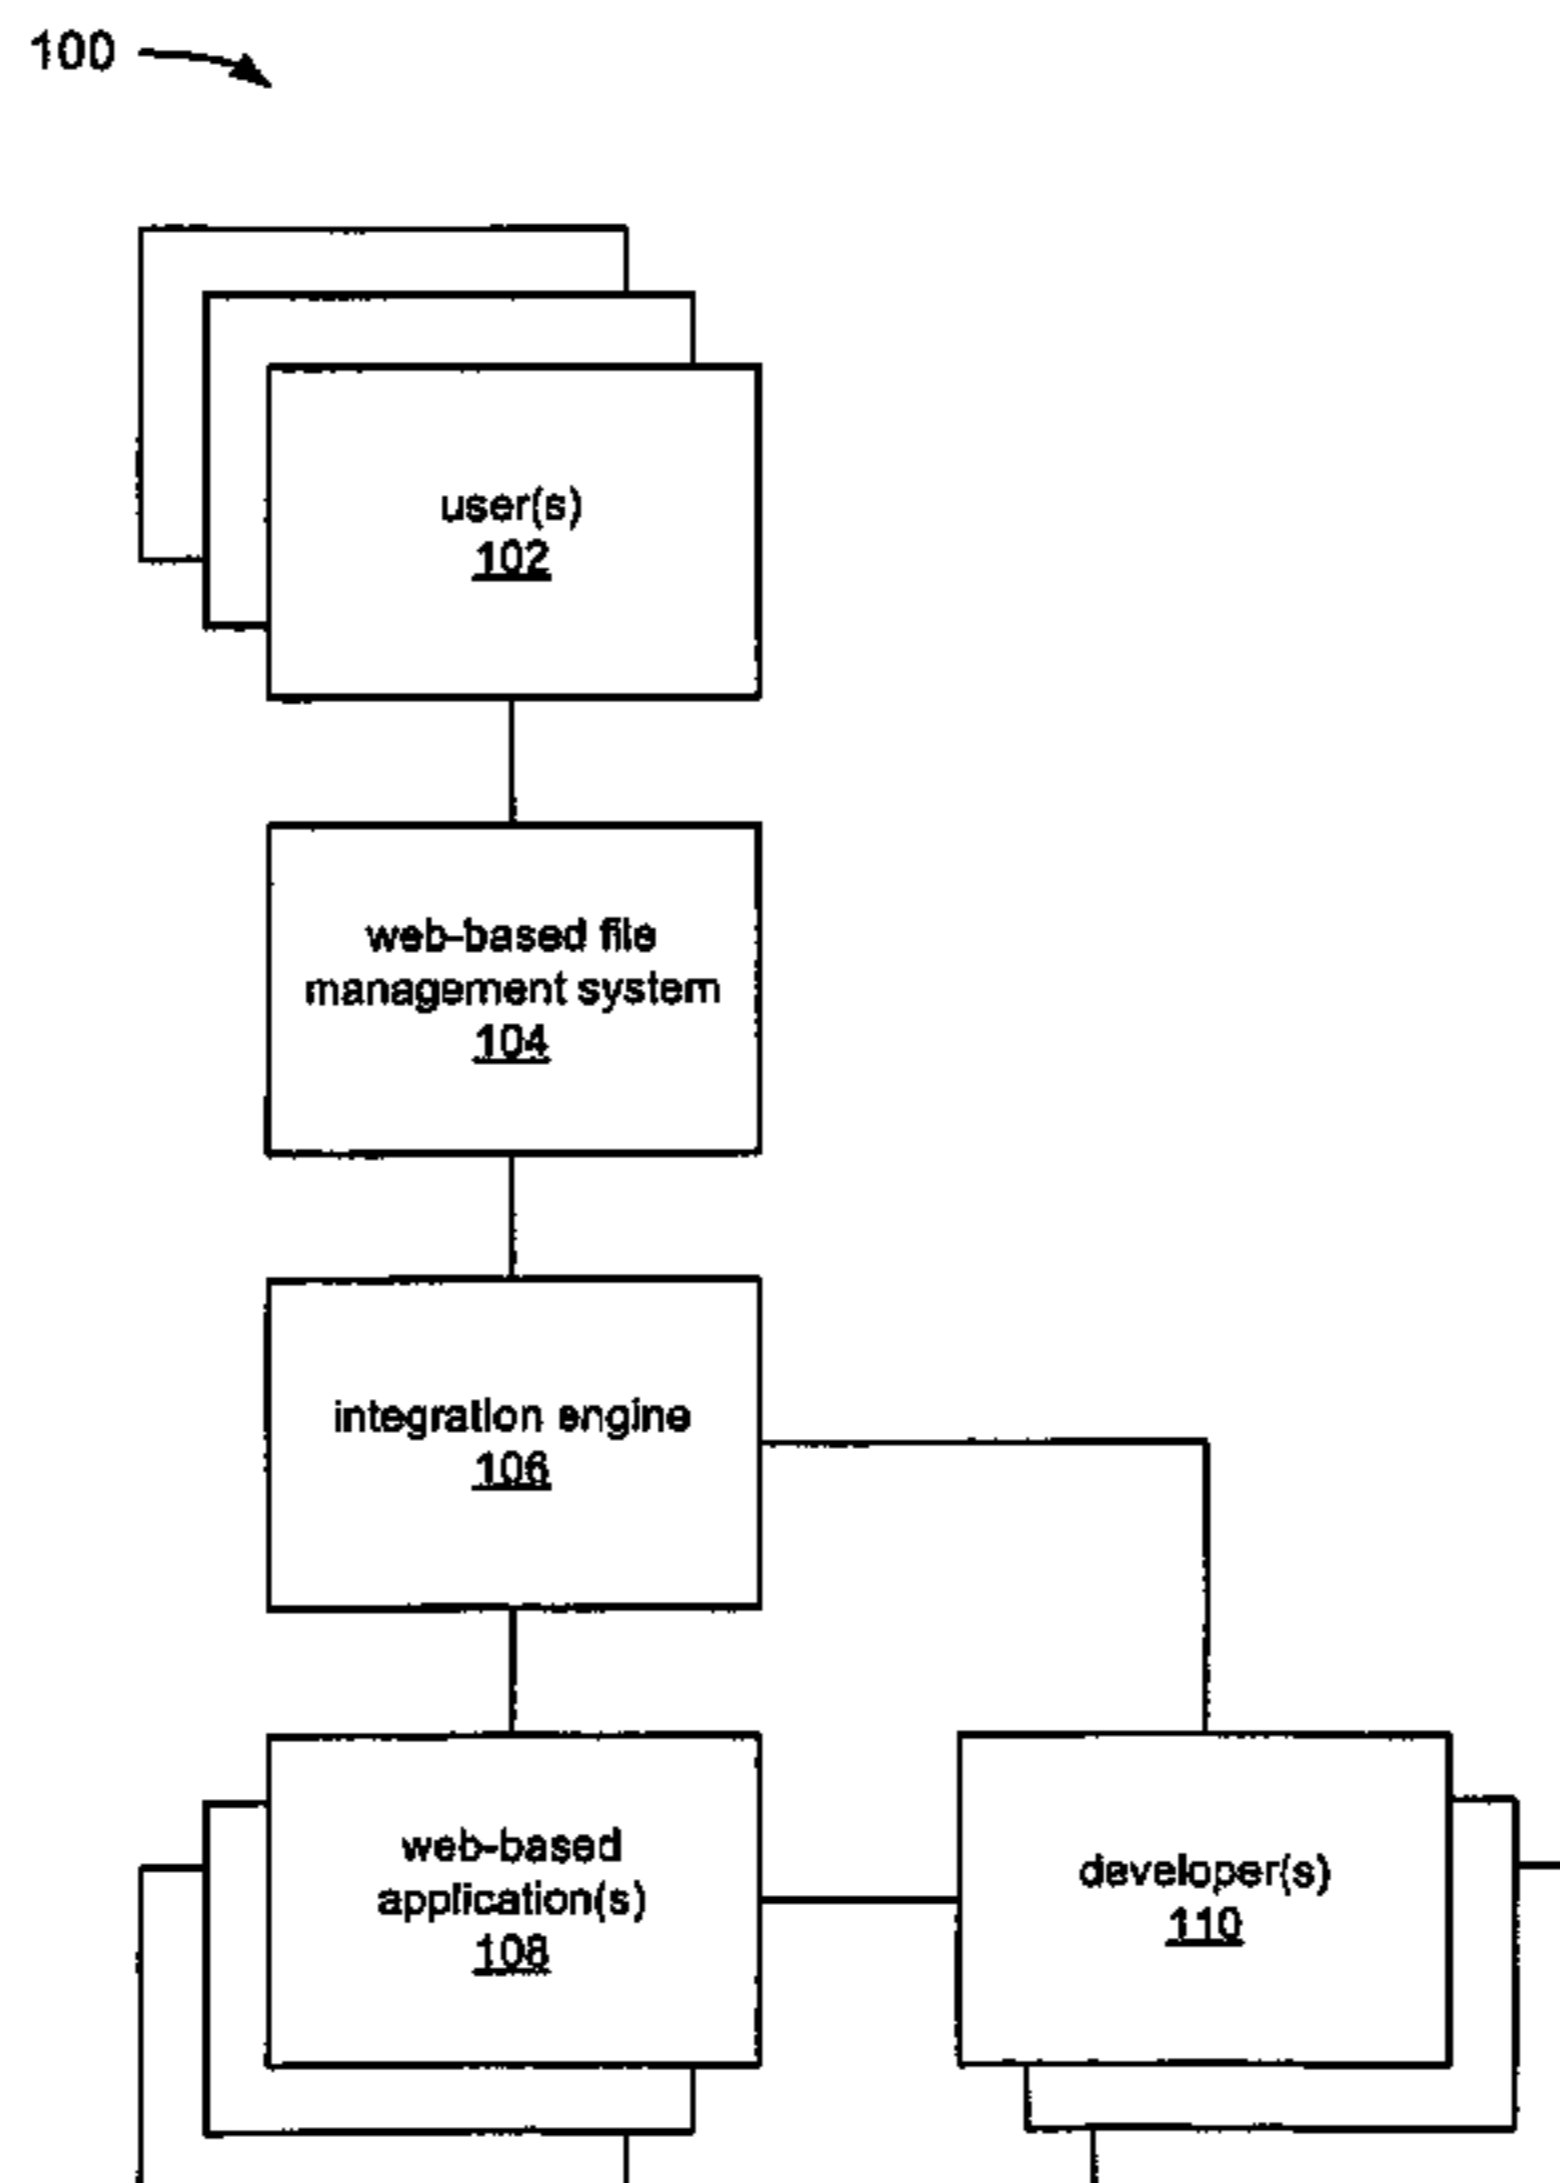 100
user(s)
102
web-based file
management system
104
integration engine
106
web-based
application(s)
108
developer(s)
110